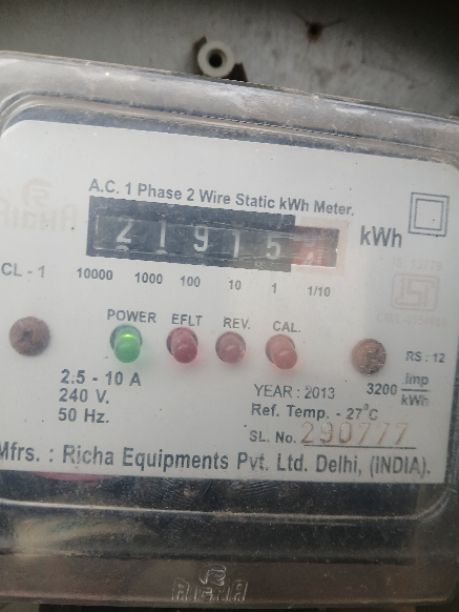 A.C. 1 Phase 2 Wire Static kWh Meter.
21915 kWh
CL - 1 10000 1000 100 10 1 1/10
POWER EFLT REV. CAL.
RS : 12
2.5 - 10 A
240 V.
50 Hz.
YEAR : 2013 3200 imp/kWh
Ref. Temp. - 27°C
SL. No. 290777
Mfrs. : Richa Equipments Pvt. Ltd. Delhi, (INDIA).
RICHA